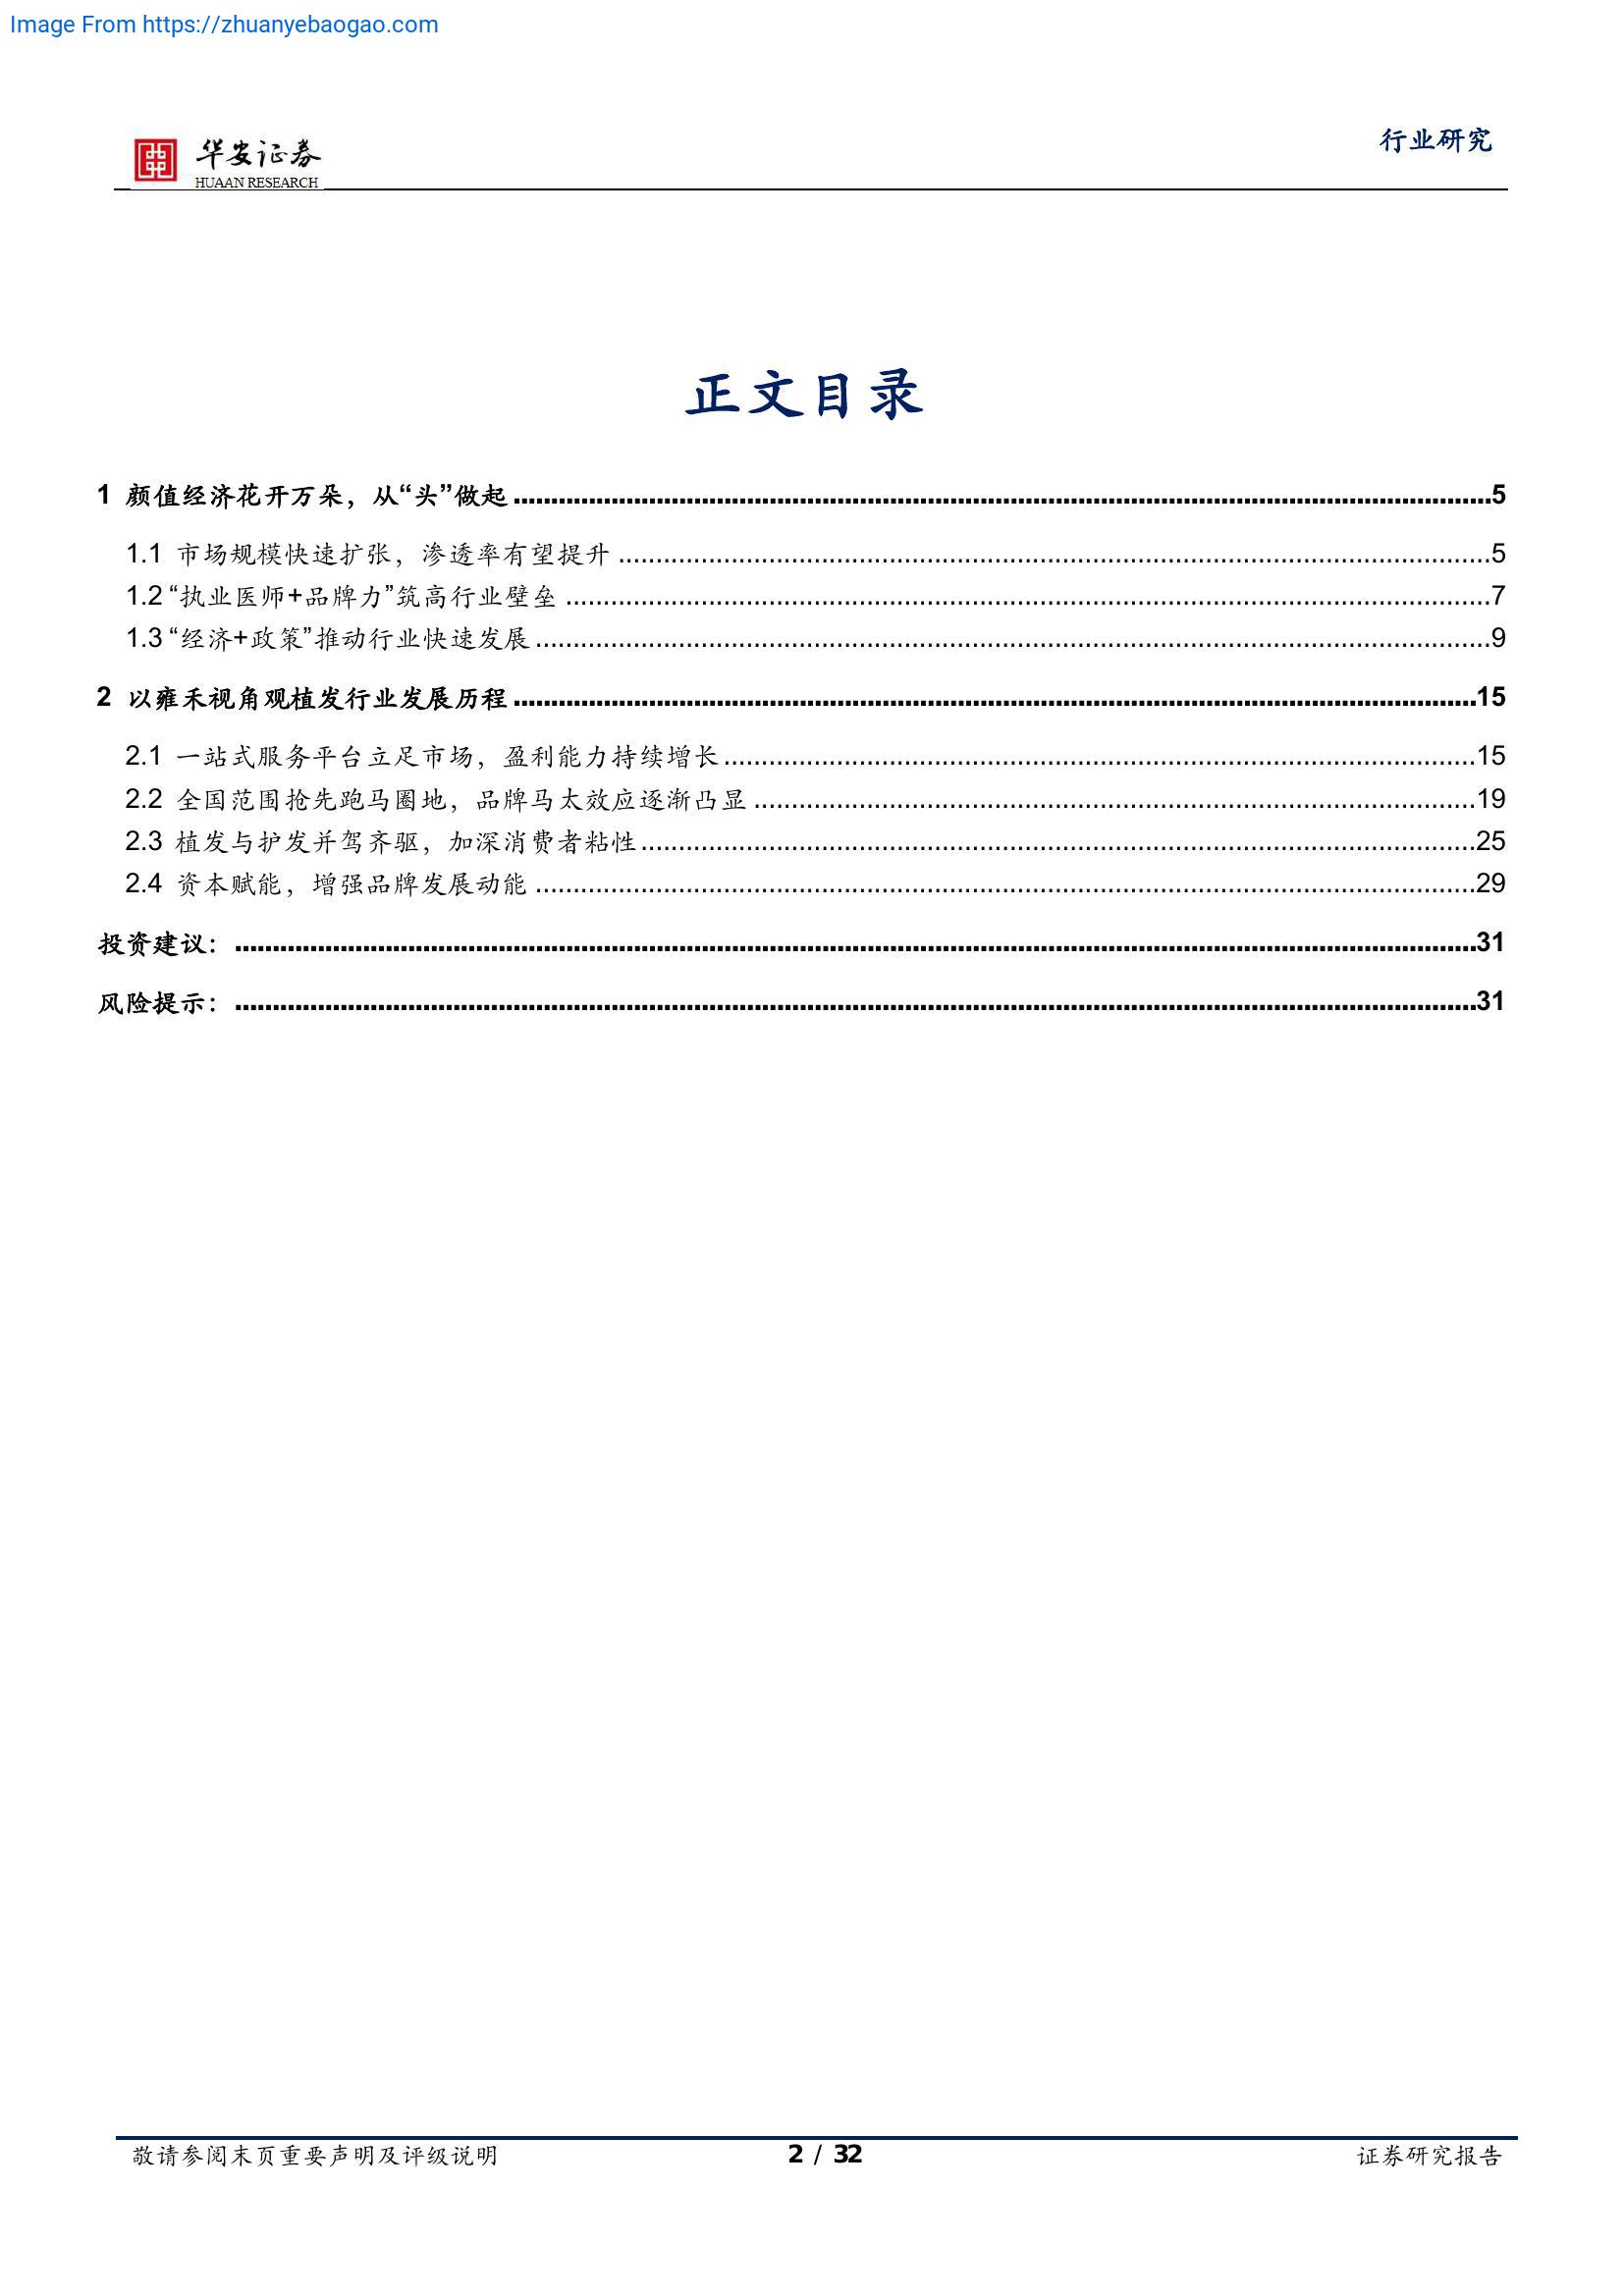 Image From https://zhuanyebaogao.com
华安证券
HUAAN RESEARCH
行业研究
正文目录
1 颜值经济花开万朵，从“头”做起 5
1.1 市场规模快速扩张，渗透率有望提升 5
1.2 “执业医师+品牌力”筑高行业壁垒 7
1.3 “经济+政策”推动行业快速发展 9
2 以雍禾视角观植发行业发展历程 15
2.1 一站式服务平台立足市场，盈利能力持续增长 15
2.2 全国范围抢先跑马圈地，品牌马太效应逐渐凸显 19
2.3 植发与护发并驾齐驱，加深消费者粘性 25
2.4 资本赋能，增强品牌发展动能 29
投资建议： 31
风险提示： 31
敬请参阅末页重要声明及评级说明
2 / 32
证券研究报告